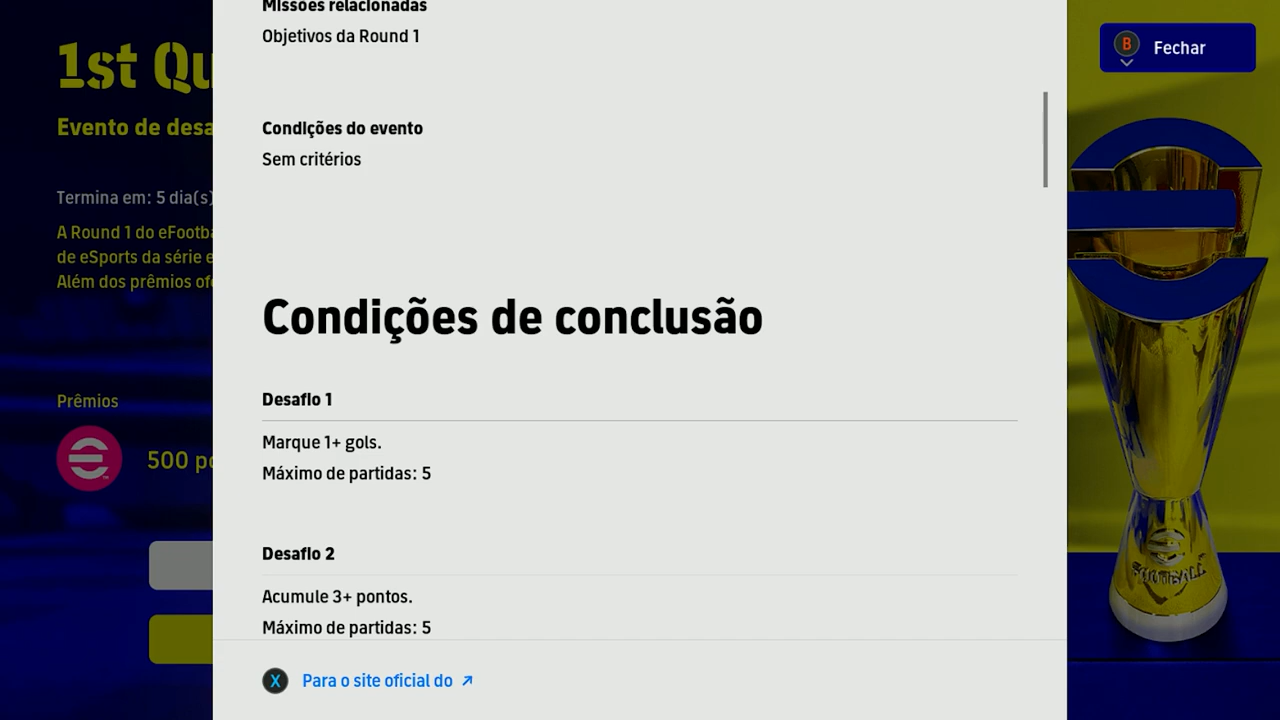 1st Qu
Evento de desa
Termina em: 5 dia(s)
A Round 1 do eFootba
de eSports da série e
Além dos prêmios ofe
Prêmios
500 po
Missões relacionadas
Objetivos da Round 1
Condições do evento
Sem critérios
Condições de conclusão
Desafio 1
Marque 1+ gols.
Máximo de partidas: 5
Desafio 2
Acumule 3+ pontos.
Máximo de partidas: 5
X Para o site oficial do
B Fechar